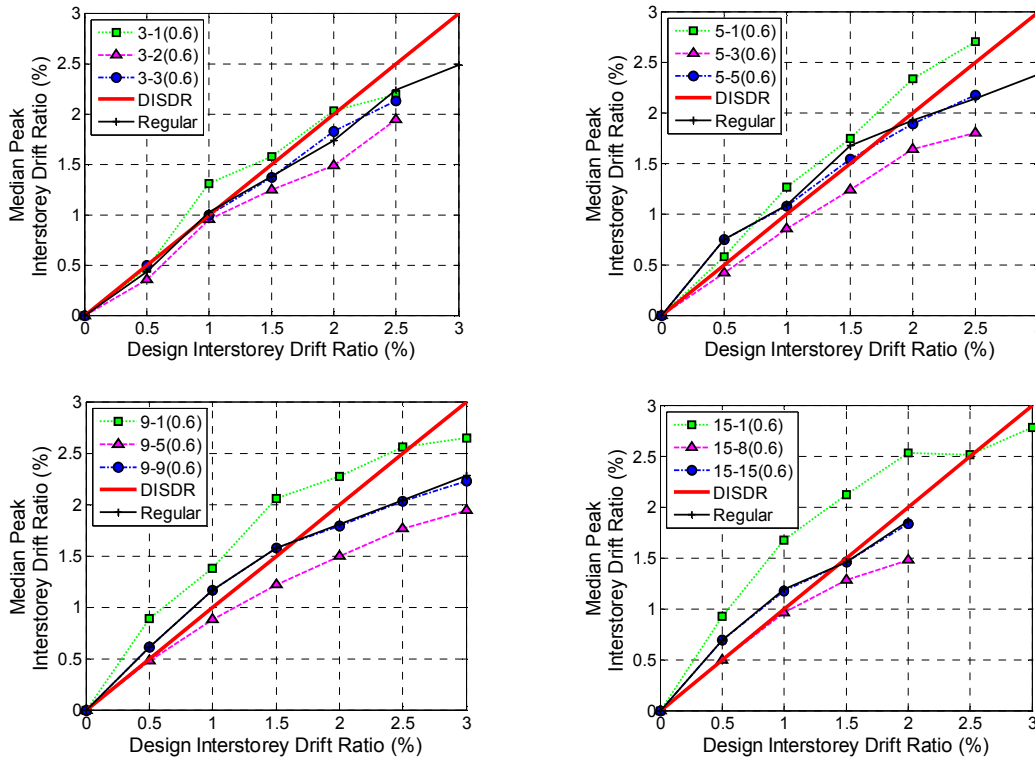 3
2.5
2
1.5
1
0.5
0
Median Peak
Interstorey Drift Ratio (%)
3-1(0.6)
3-2(0.6)
3-3(0.6)
DISDR
Regular
0 0.5 1 1.5 2 2.5 3
Design Interstorey Drift Ratio (%)
3
2.5
2
1.5
1
0.5
0
Median Peak
Interstorey Drift Ratio (%)
5-1(0.6)
5-3(0.6)
5-5(0.6)
DISDR
Regular
0 0.5 1 1.5 2 2.5
Design Interstorey Drift Ratio (%)
3
2.5
2
1.5
1
0.5
0
Median Peak
Interstorey Drift Ratio (%)
9-1(0.6)
9-5(0.6)
9-9(0.6)
DISDR
Regular
0 0.5 1 1.5 2 2.5 3
Design Interstorey Drift Ratio (%)
3
2.5
2
1.5
1
0.5
0
Median Peak
Interstorey Drift Ratio (%)
15-1(0.6)
15-8(0.6)
15-15(0.6)
DISDR
Regular
0 0.5 1 1.5 2 2.5 3
Design Interstorey Drift Ratio (%)